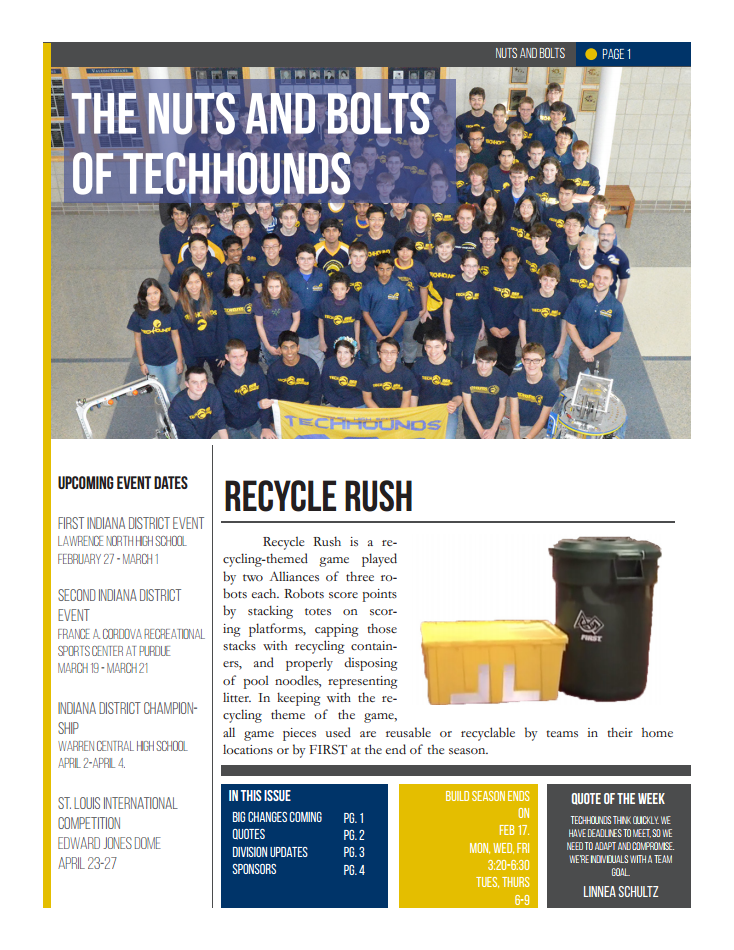 NUTS AND BOLTS
PAGE 1
THE NUTS AND BOLTS
OF TECHHOUNDS
TECHHOUNDS
UPCOMING EVENT DATES
FIRST INDIANA DISTRICT EVENT
LAWRENCE NORTH HIGH SCHOOL
FEBRUARY 27 - MARCH 1
SECOND INDIANA DISTRICT
EVENT
FRANCE A. CORDOVA RECREATIONAL
SPORTS CENTER AT PURDUE
MARCH 19 - MARCH 21
INDIANA DISTRICT CHAMPION-
SHIP
WARREN CENTRAL HIGH SCHOOL
APRIL 2-APRIL 4.
ST. LOUIS INTERNATIONAL
COMPETITION
EDWARD JONES DOME
APRIL 23-27
RECYCLE RUSH
Recycle Rush is a re-
cycling-themed game played
by two Alliances of three ro-
bots each. Robots score points
by stacking totes on scor-
ing platforms, capping those
stacks with recycling contain-
ers, and properly disposing
of pool noodles, representing
litter. In keeping with the re-
cycling theme of the game,
all game pieces used are reusable or recyclable by teams in their home
locations or by FIRST at the end of the season.
FIRST
IN THIS ISSUE
BIG CHANGES COMING PG. 1
QUOTES PG. 2
DIVISION UPDATES PG. 3
SPONSORS PG. 4
BUILD SEASON ENDS
ON
FEB 17.
MON, WED, FRI
3:20-6:30
TUES, THURS
6-9
QUOTE OF THE WEEK
TECHHOUNDS THINK QUICKLY. WE
HAVE DEADLINES TO MEET, SO WE
NEED TO ADAPT AND COMPROMISE.
WE'RE INDIVIDUALS WITH A TEAM
GOAL.
LINNEA SCHULTZ